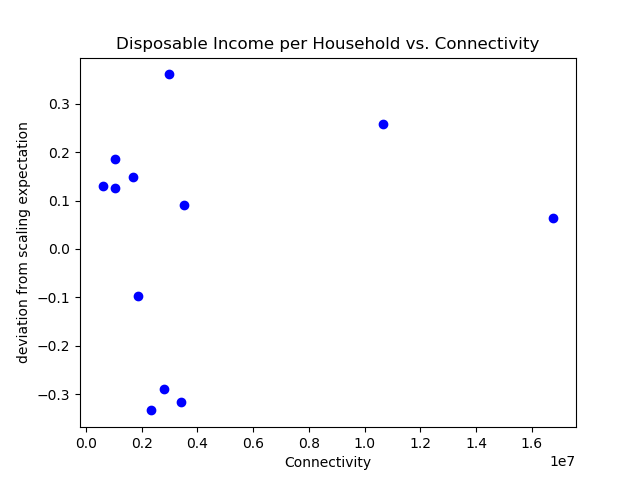 Disposable Income per Household vs. Connectivity
deviation from scaling expectation
0.3
0.2
0.1
0.0
−0.1
−0.2
−0.3
0.0 0.2 0.4 0.6 0.8 1.0 1.2 1.4 1.6
1e7
Connectivity